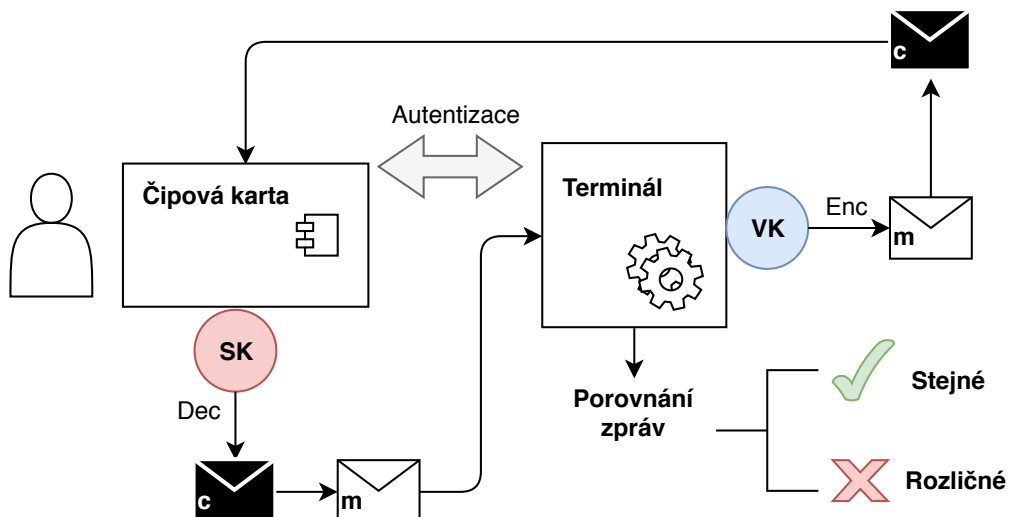 c
Autentizace
Čipová karta
Terminál
VK
Enc
m
SK
Dec
Porovnání
zpráv
Stejné
Rozličné
c
m